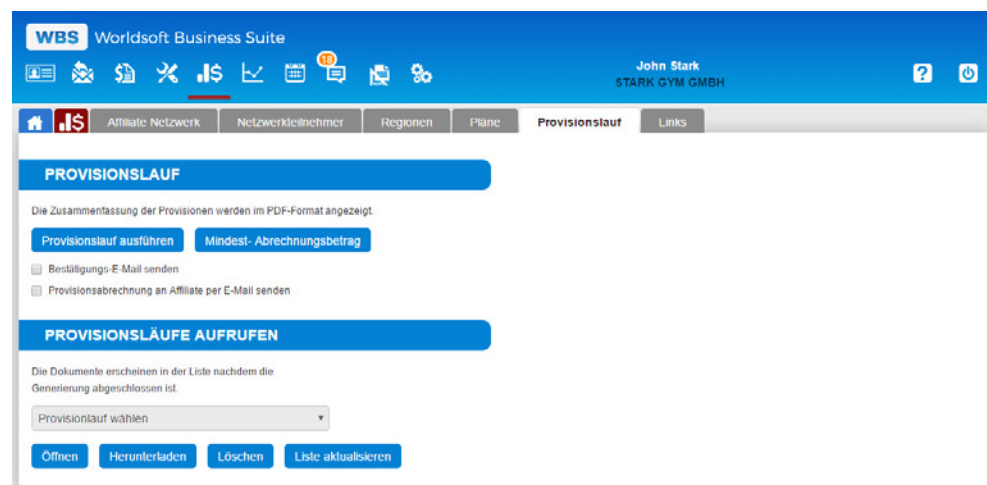 WBS Worldsoft Business Suite
18
John Stark
STARK GYM GMBH
?
$ Affiliate Netzwerk Netzwerkteilnehmer Regionen Pläne Provisionslauf Links
PROVISIONSLAUF
Die Zusammenfassung der Provisionen werden im PDF-Format angezeigt.
Provisionslauf ausführen Mindest- Abrechnungsbetrag
Bestätigungs-E-Mail senden
Provisionsabrechnung an Affiliate per E-Mail senden
PROVISIONSLÄUFE AUFRUFEN
Die Dokumente erscheinen in der Liste nachdem die
Generierung abgeschlossen ist.
Provisionlauf wählen
Öffnen Herunterladen Löschen Liste aktualisieren